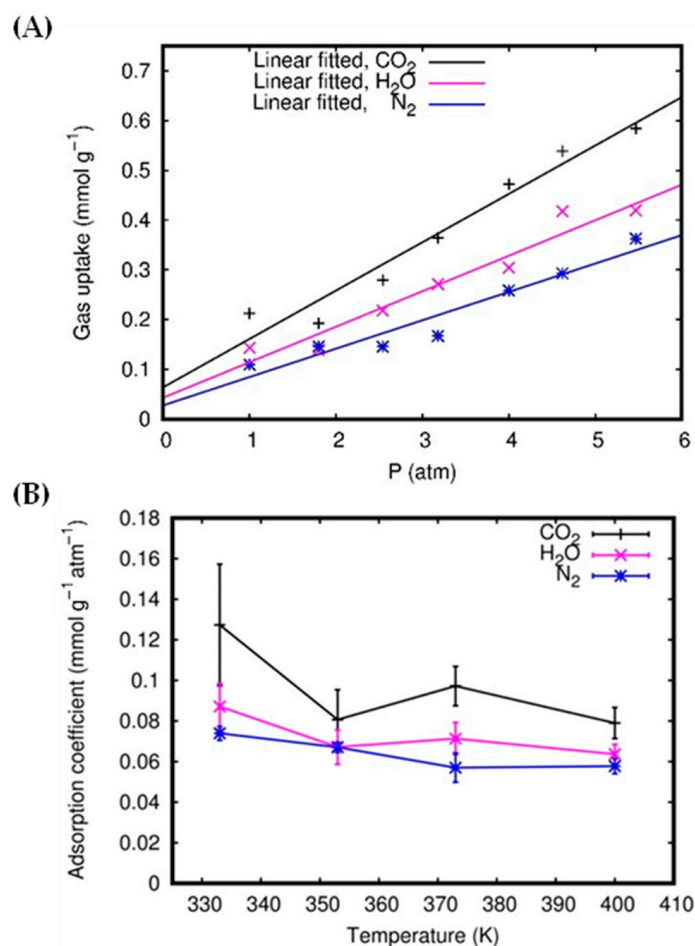 (A)
Linear fitted, CO₂
Linear fitted, H₂O
Linear fitted, N₂
0.7
0.6
0.5
0.4
0.3
0.2
0.1
0
Gas uptake (mmol g⁻¹)
0 1 2 3 4 5 6
P (atm)
(B)
CO₂
H₂O
N₂
0.18
0.16
0.14
0.12
0.1
0.08
0.06
0.04
0.02
0
Adsorption coefficient (mmol g⁻¹ atm⁻¹)
330 340 350 360 370 380 390 400 410
Temperature (K)